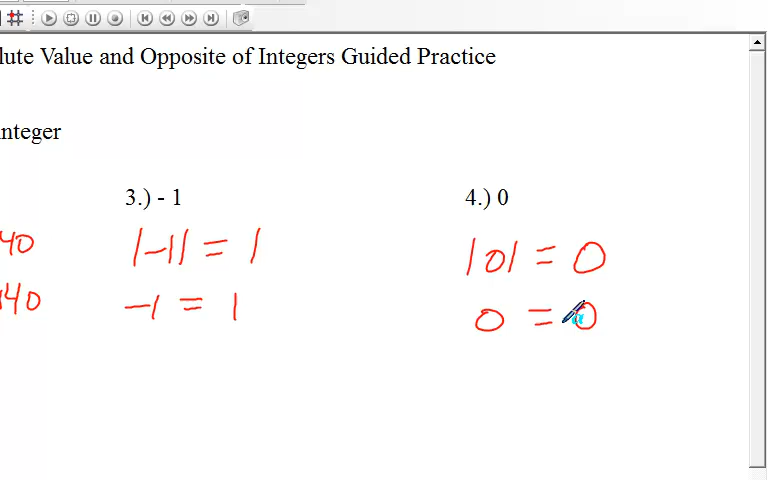 lute Value and Opposite of Integers Guided Practice
nteger
3.) - 1
4.) 0
40
|-1| = 1
|0| = 0
140
-1 = 1
0 = 0